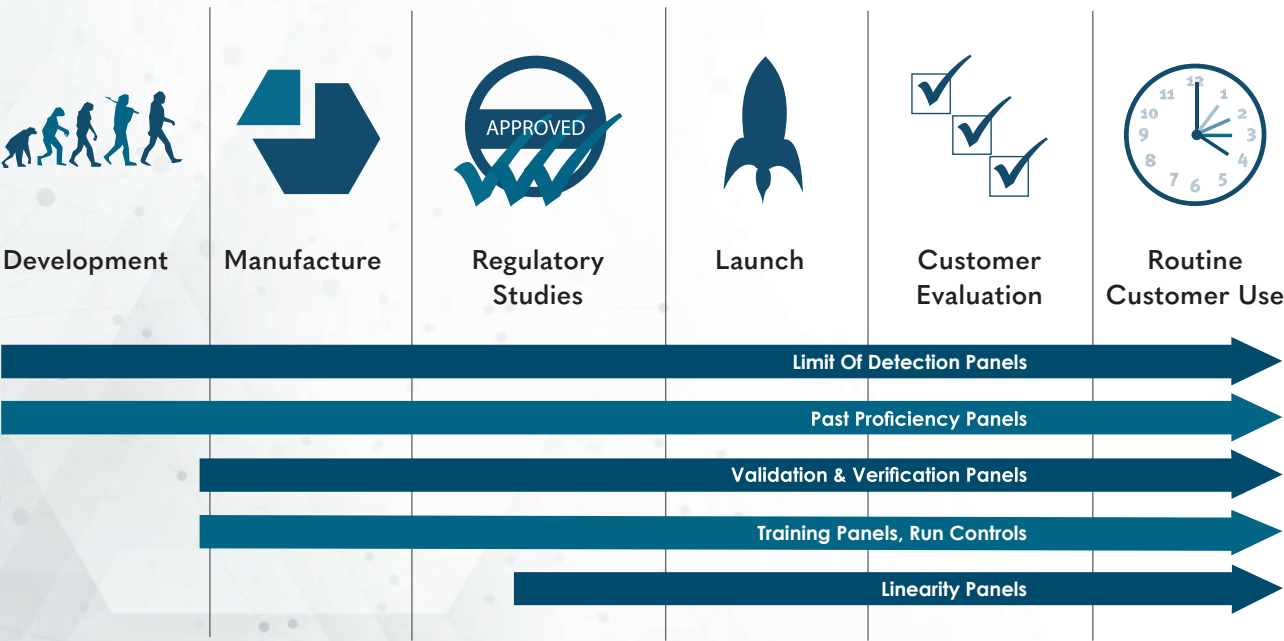 APPROVED
12
11
1
10
2
9
3
8
4
7
5
6
Development
Manufacture
Regulatory
Studies
Launch
Customer
Evaluation
Routine
Customer Use
Limit Of Detection Panels
Past Proficiency Panels
Validation & Verification Panels
Training Panels, Run Controls
Linearity Panels